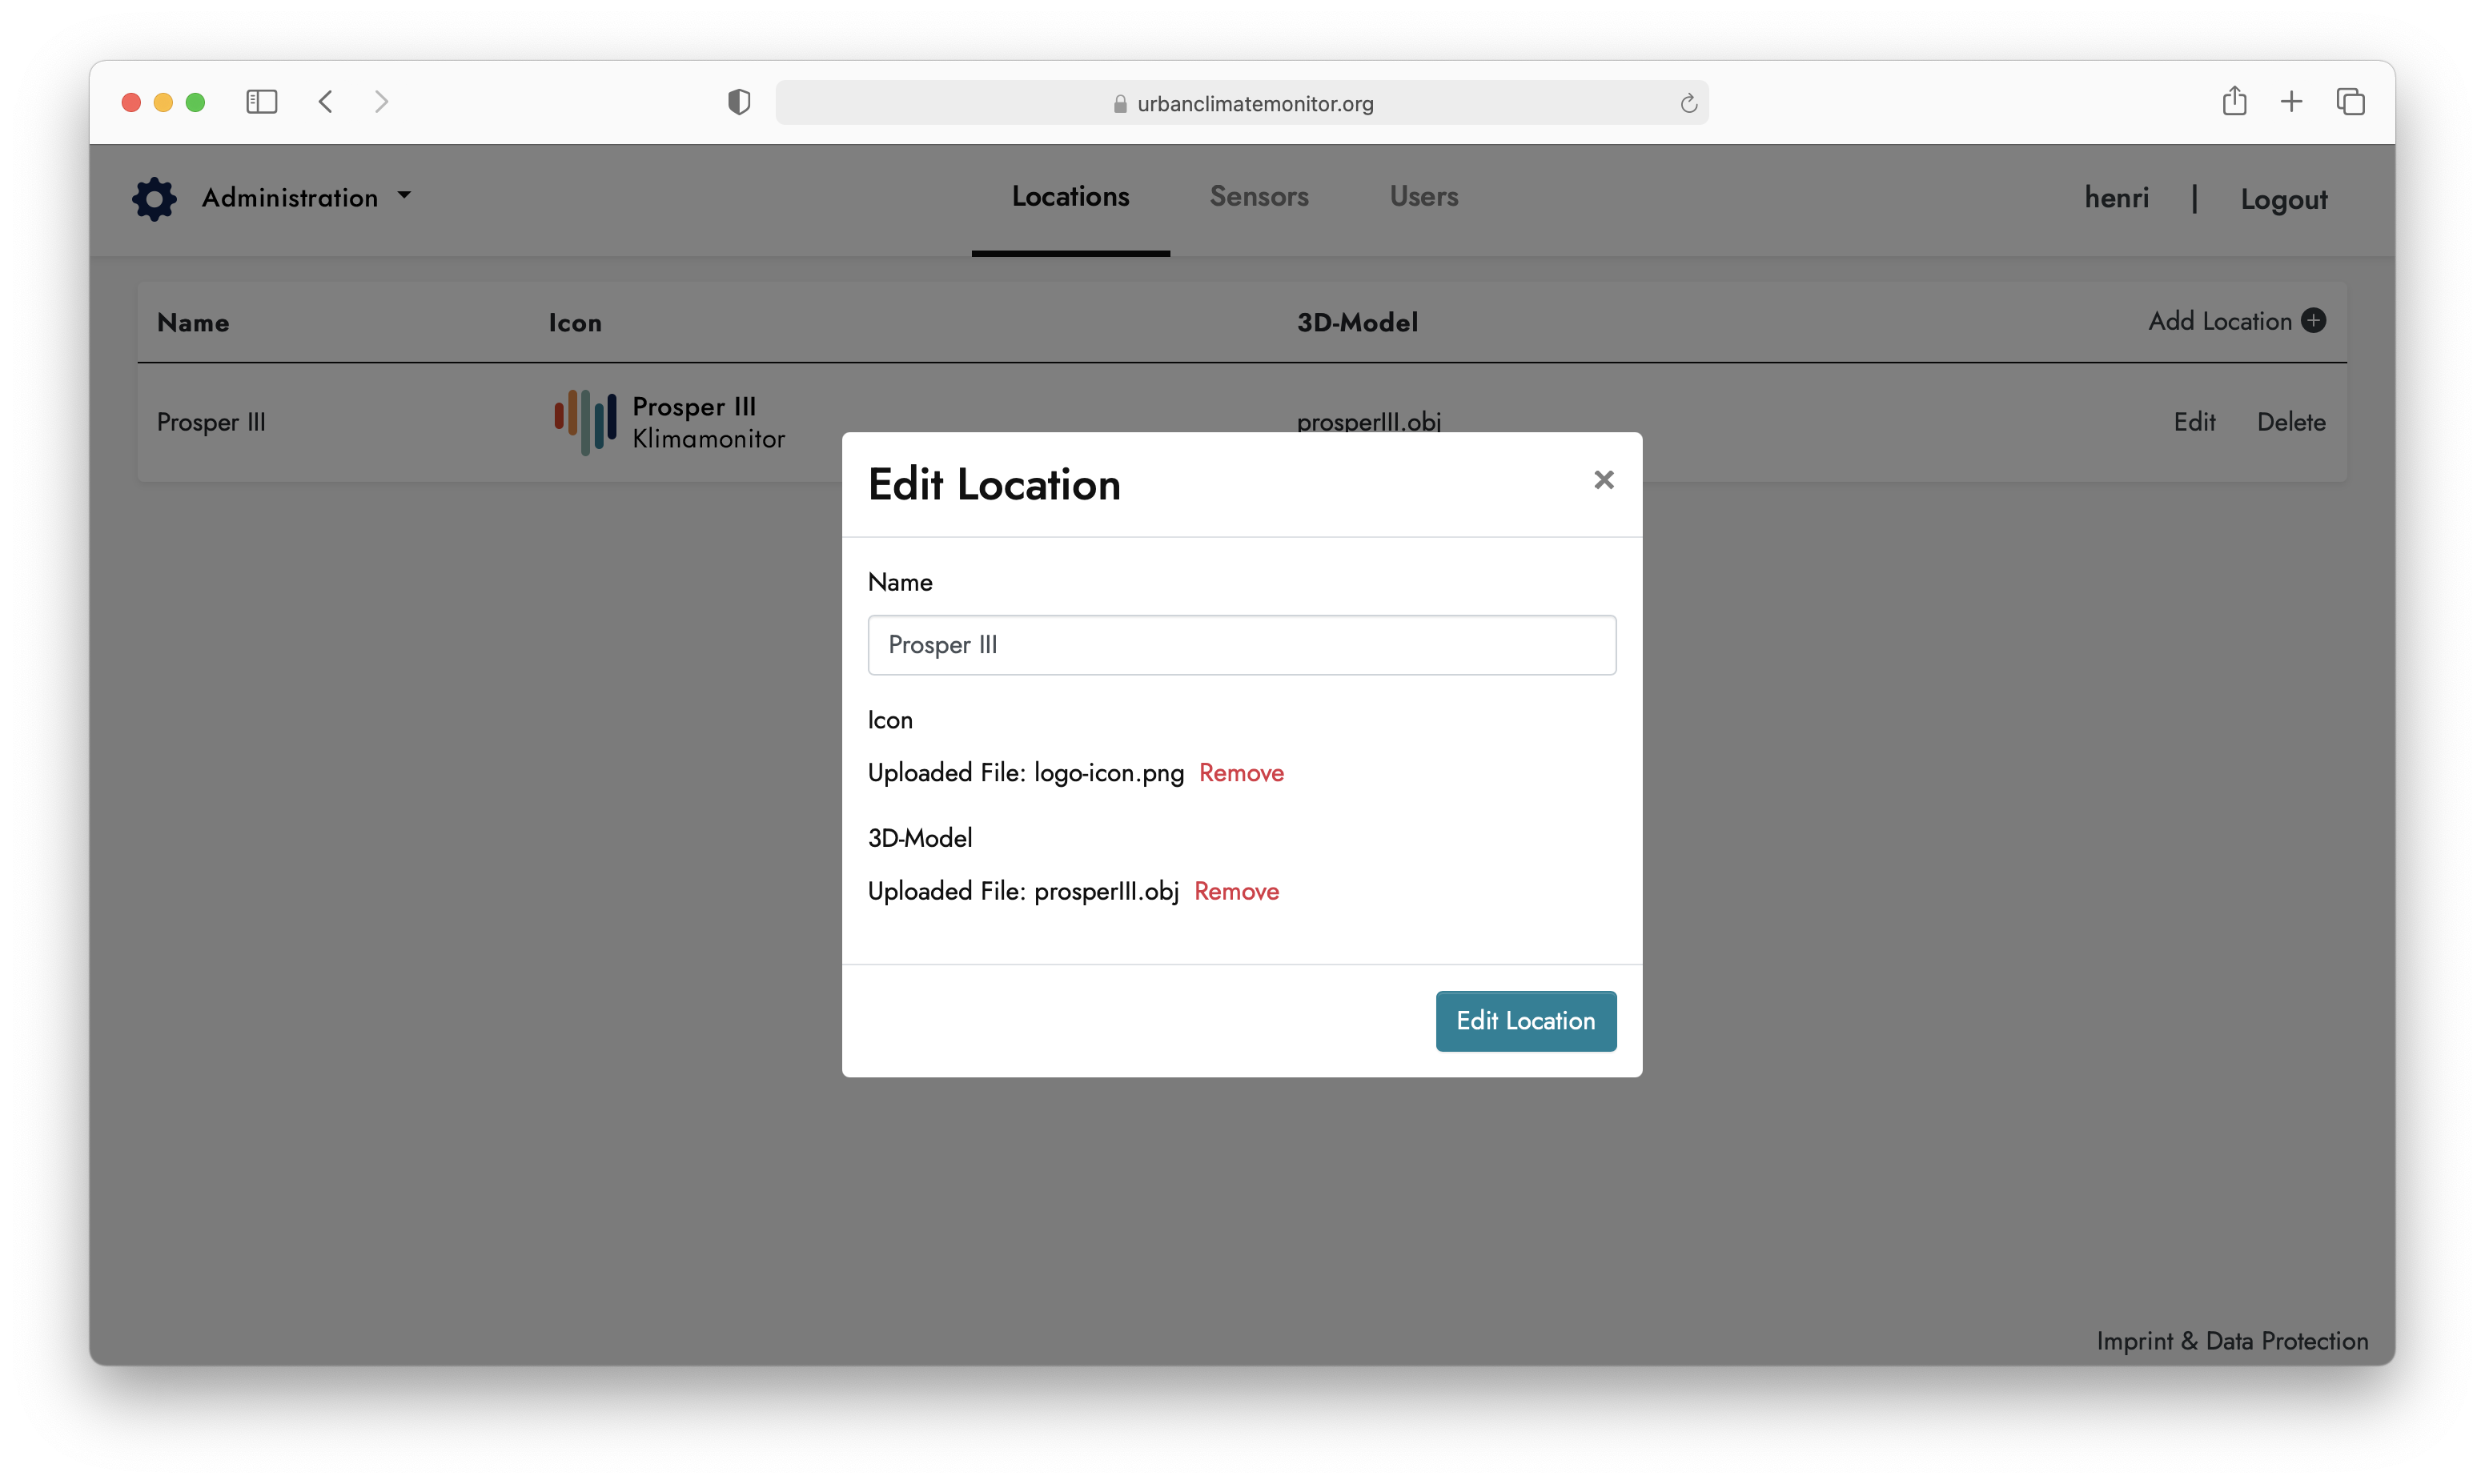 urbanclimatemonitor.org
Administration
Locations
Sensors
Users
henri | Logout
Name
Icon
3D-Model
Add Location
Prosper III
Prosper III
Klimamonitor
prosperIII.obj
Edit
Delete
Edit Location
Name
Prosper III
Icon
Uploaded File: logo-icon.png Remove
3D-Model
Uploaded File: prosperIII.obj Remove
Edit Location
Imprint & Data Protection